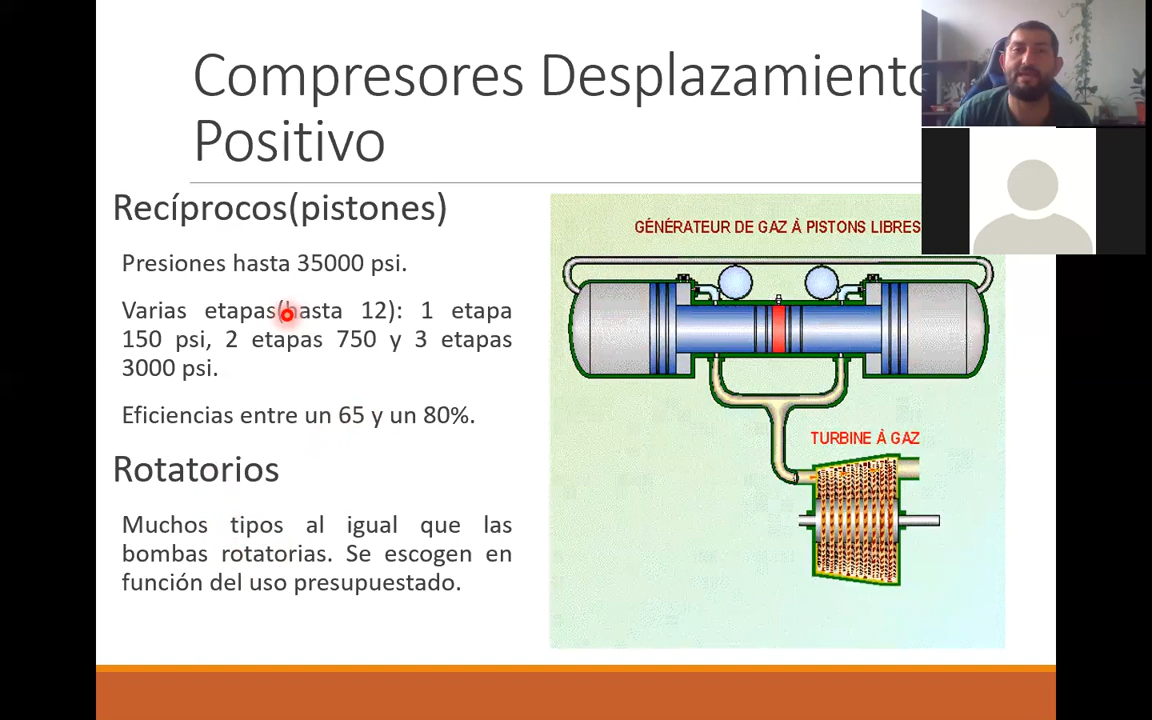 Compresores Desplazamiento
Positivo
Recíprocos(pistones)
Presiones hasta 35000 psi.
Varias etapas(hasta 12): 1 etapa
150 psi, 2 etapas 750 y 3 etapas
3000 psi.
Eficiencias entre un 65 y un 80%.
Rotatorios
Muchos tipos al igual que las
bombas rotatorias. Se escogen en
función del uso presupuestado.
GÉNÉRATEUR DE GAZ À PISTONS LIBRES
TURBINE À GAZ